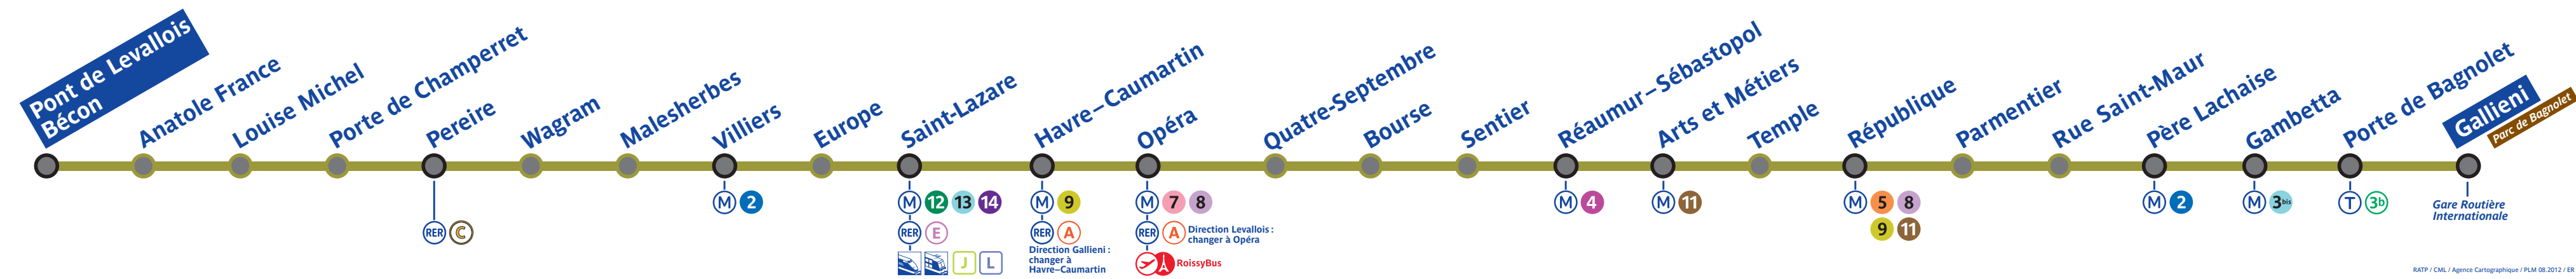 Pont de Levallois
Bécon
Anatole France
Louise Michel
Porte de Champerret
Pereire
Wagram
Malesherbes
Villiers
Europe
Saint-Lazare
Havre–Caumartin
Opéra
Quatre-Septembre
Bourse
Sentier
Réaumur–Sébastopol
Arts et Métiers
Temple
République
Parmentier
Rue Saint-Maur
Père Lachaise
Gambetta
Porte de Bagnolet
Gallieni
Parc de Bagnolet
RER C
M 2
M 12 13 14
RER E
J L
M 9
RER A
Direction Gallieni :
changer à
Havre–Caumartin
M 7 8
RER A
Direction Levallois :
changer à Opéra
RoissyBus
M 4
M 11
M 5 8
9 11
M 2
M 3bis
T 3b
Gare Routière
Internationale
RATP / CML / Agence Cartographique / PLM 08.2012 / ER